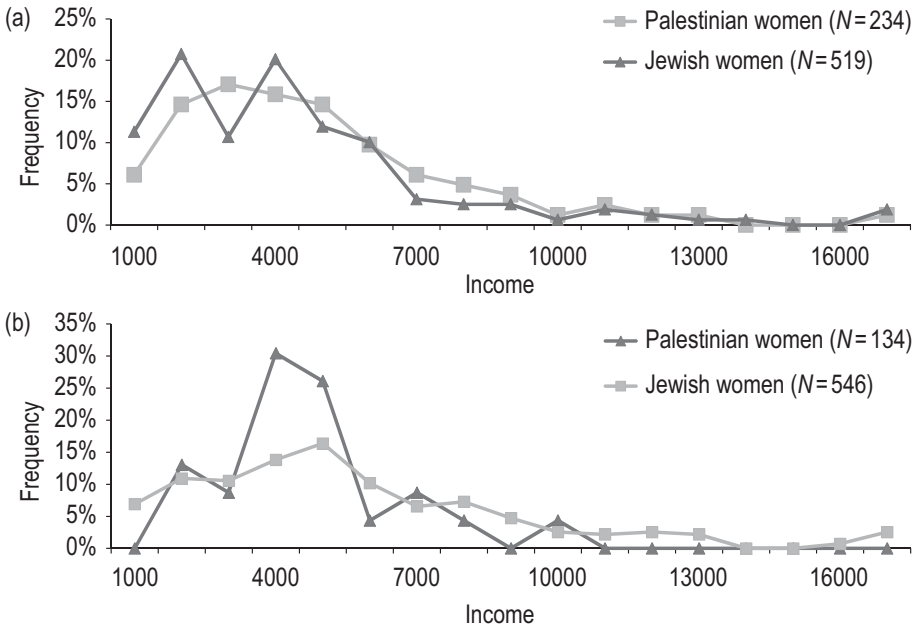 (a)
25%
20%
15%
10%
5%
0%
Frequency
Palestinian women (N=234)
Jewish women (N=519)
1000 4000 7000 10000 13000 16000
Income
(b)
35%
30%
25%
20%
15%
10%
5%
0%
Frequency
Palestinian women (N=134)
Jewish women (N=546)
1000 4000 7000 10000 13000 16000
Income